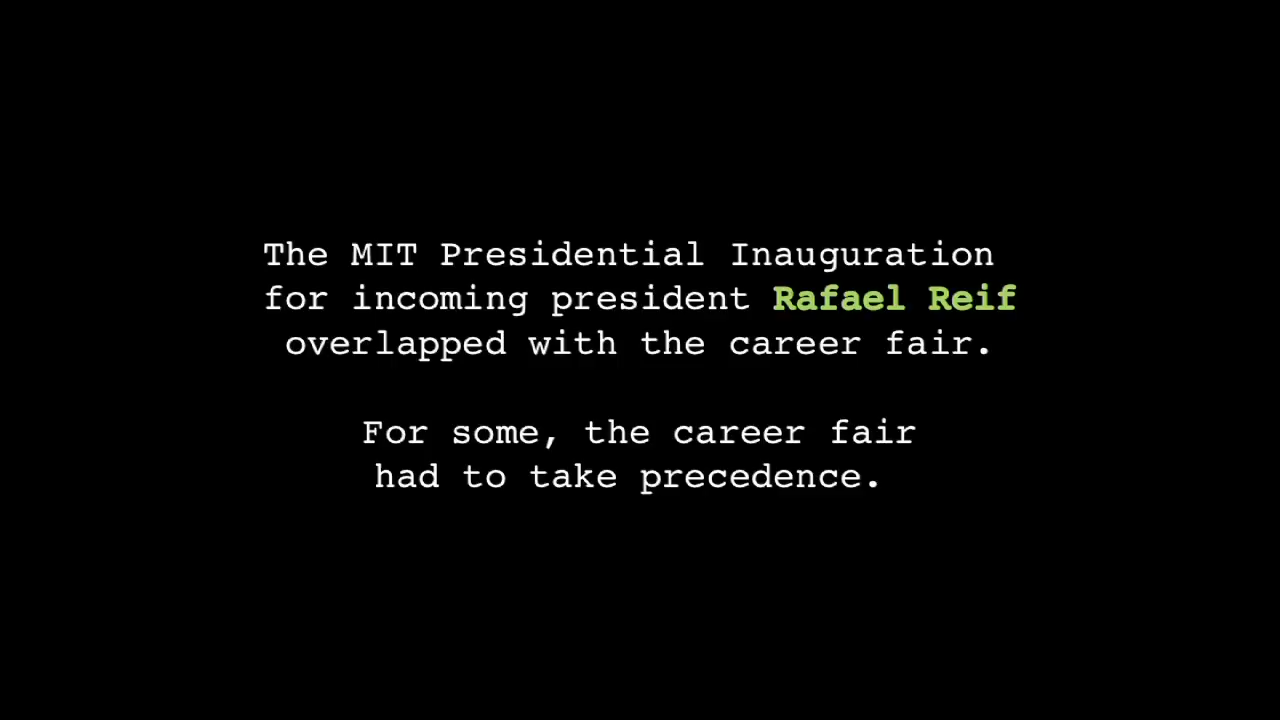 The MIT Presidential Inauguration
for incoming president Rafael Reif
overlapped with the career fair.
For some, the career fair
had to take precedence.